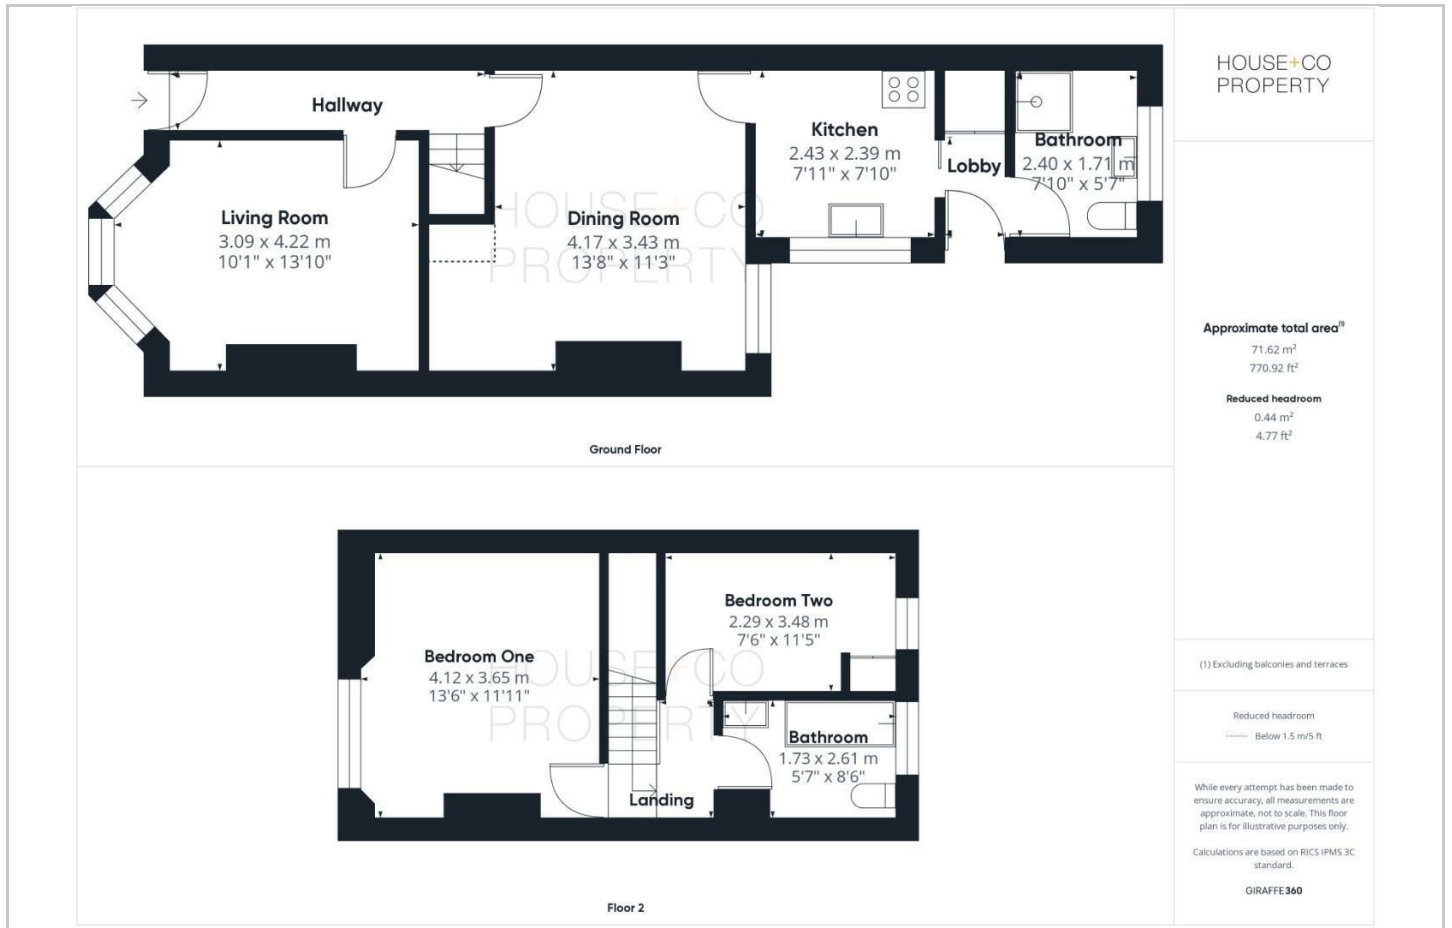 Hallway
Living Room
3.09 x 4.22 m
10'1" x 13'10"
HOUSE+CO
PROPERTY
Dining Room
4.17 x 3.43 m
13'8" x 11'3"
Kitchen
2.43 x 2.39 m
7'11" x 7'10"
Lobby
Bathroom
2.40 x 1.71 m
7'10" x 5'7"
Ground Floor
Bedroom One
4.12 x 3.65 m
13'6" x 11'11"
HOUSE+CO
PROPERTY
Bedroom Two
2.29 x 3.48 m
7'6" x 11'5"
Bathroom
1.73 x 2.61 m
5'7" x 8'6"
Landing
Floor 2
HOUSE+CO
PROPERTY
Approximate total area(1)
71.62 m²
770.92 ft²
Reduced headroom
0.44 m²
4.77 ft²
(1) Excluding balconies and terraces
Reduced headroom
Below 1.5 m/5 ft
While every attempt has been made to
ensure accuracy, all measurements are
approximate, not to scale. This floor
plan is for illustrative purposes only.
Calculations are based on RICS IPMS 3C
standard.
GIRAFFE360